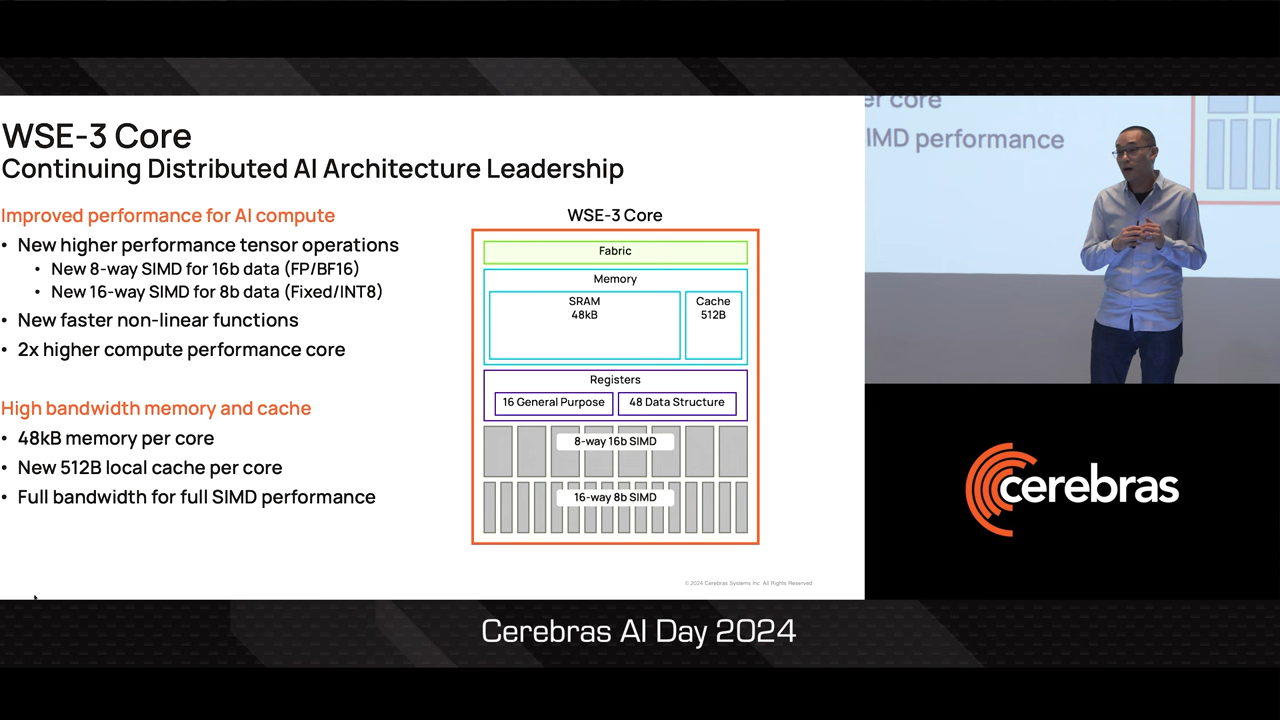 WSE-3 Core
Continuing Distributed AI Architecture Leadership
Improved performance for AI compute
• New higher performance tensor operations
• New 8-way SIMD for 16b data (FP/BF16)
• New 16-way SIMD for 8b data (Fixed/INT8)
• New faster non-linear functions
• 2x higher compute performance core
High bandwidth memory and cache
• 48kB memory per core
• New 512B local cache per core
• Full bandwidth for full SIMD performance
WSE-3 Core
Fabric
Memory
SRAM
48kB
Cache
512B
Registers
16 General Purpose
48 Data Structure
8-way 16b SIMD
16-way 8b SIMD
© 2024 Cerebras Systems Inc. All Rights Reserved
er core
IMD performance
cerebras
Cerebras AI Day 2024